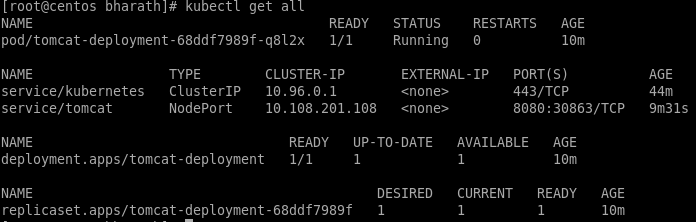 [root@centos bharath]# kubectl get all
NAME READY STATUS RESTARTS AGE
pod/tomcat-deployment-68ddf7989f-q8l2x 1/1 Running 0 10m
NAME TYPE CLUSTER-IP EXTERNAL-IP PORT(S) AGE
service/kubernetes ClusterIP 10.96.0.1 <none> 443/TCP 44m
service/tomcat NodePort 10.108.201.108 <none> 8080:30863/TCP 9m31s
NAME READY UP-TO-DATE AVAILABLE AGE
deployment.apps/tomcat-deployment 1/1 1 1 10m
NAME DESIRED CURRENT READY AGE
replicaset.apps/tomcat-deployment-68ddf7989f 1 1 1 10m